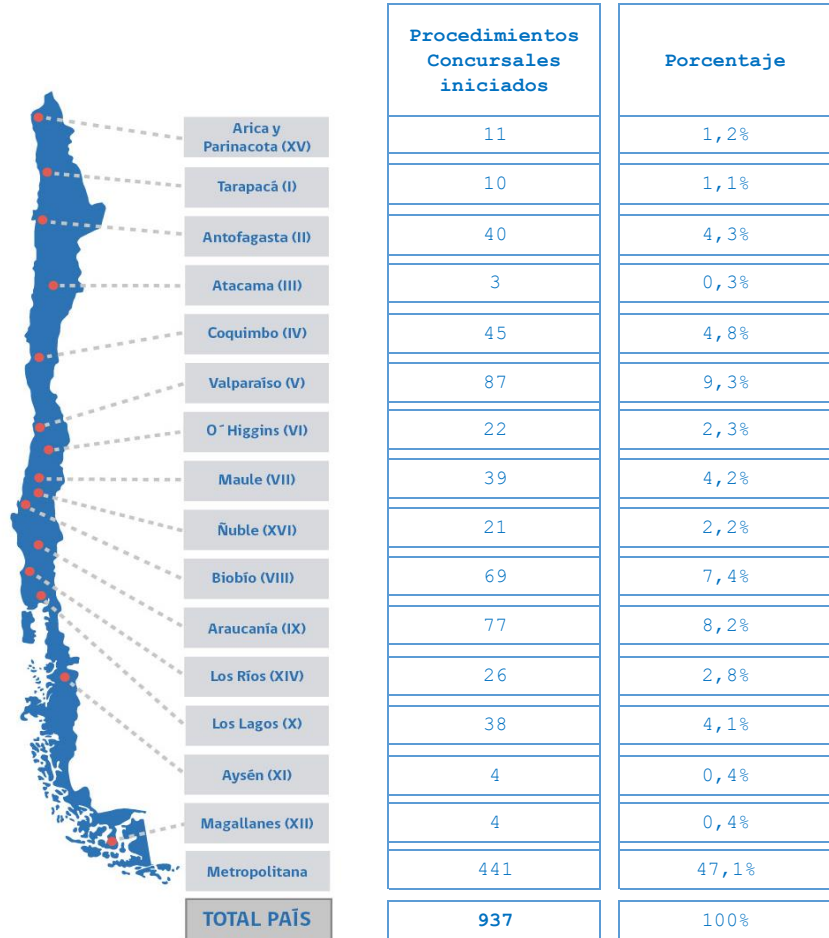 Procedimientos
Concursales
iniciados
Porcentaje
Arica y
Parinacota (XV)
11
1,2%
Tarapacá (I)
10
1,1%
Antofagasta (II)
40
4,3%
Atacama (III)
3
0,3%
Coquimbo (IV)
45
4,8%
Valparaíso (V)
87
9,3%
O´Higgins (VI)
22
2,3%
Maule (VII)
39
4,2%
Ñuble (XVI)
21
2,2%
Biobío (VIII)
69
7,4%
Araucanía (IX)
77
8,2%
Los Ríos (XIV)
26
2,8%
Los Lagos (X)
38
4,1%
Aysén (XI)
4
0,4%
Magallanes (XII)
4
0,4%
Metropolitana
441
47,1%
TOTAL PAÍS
937
100%